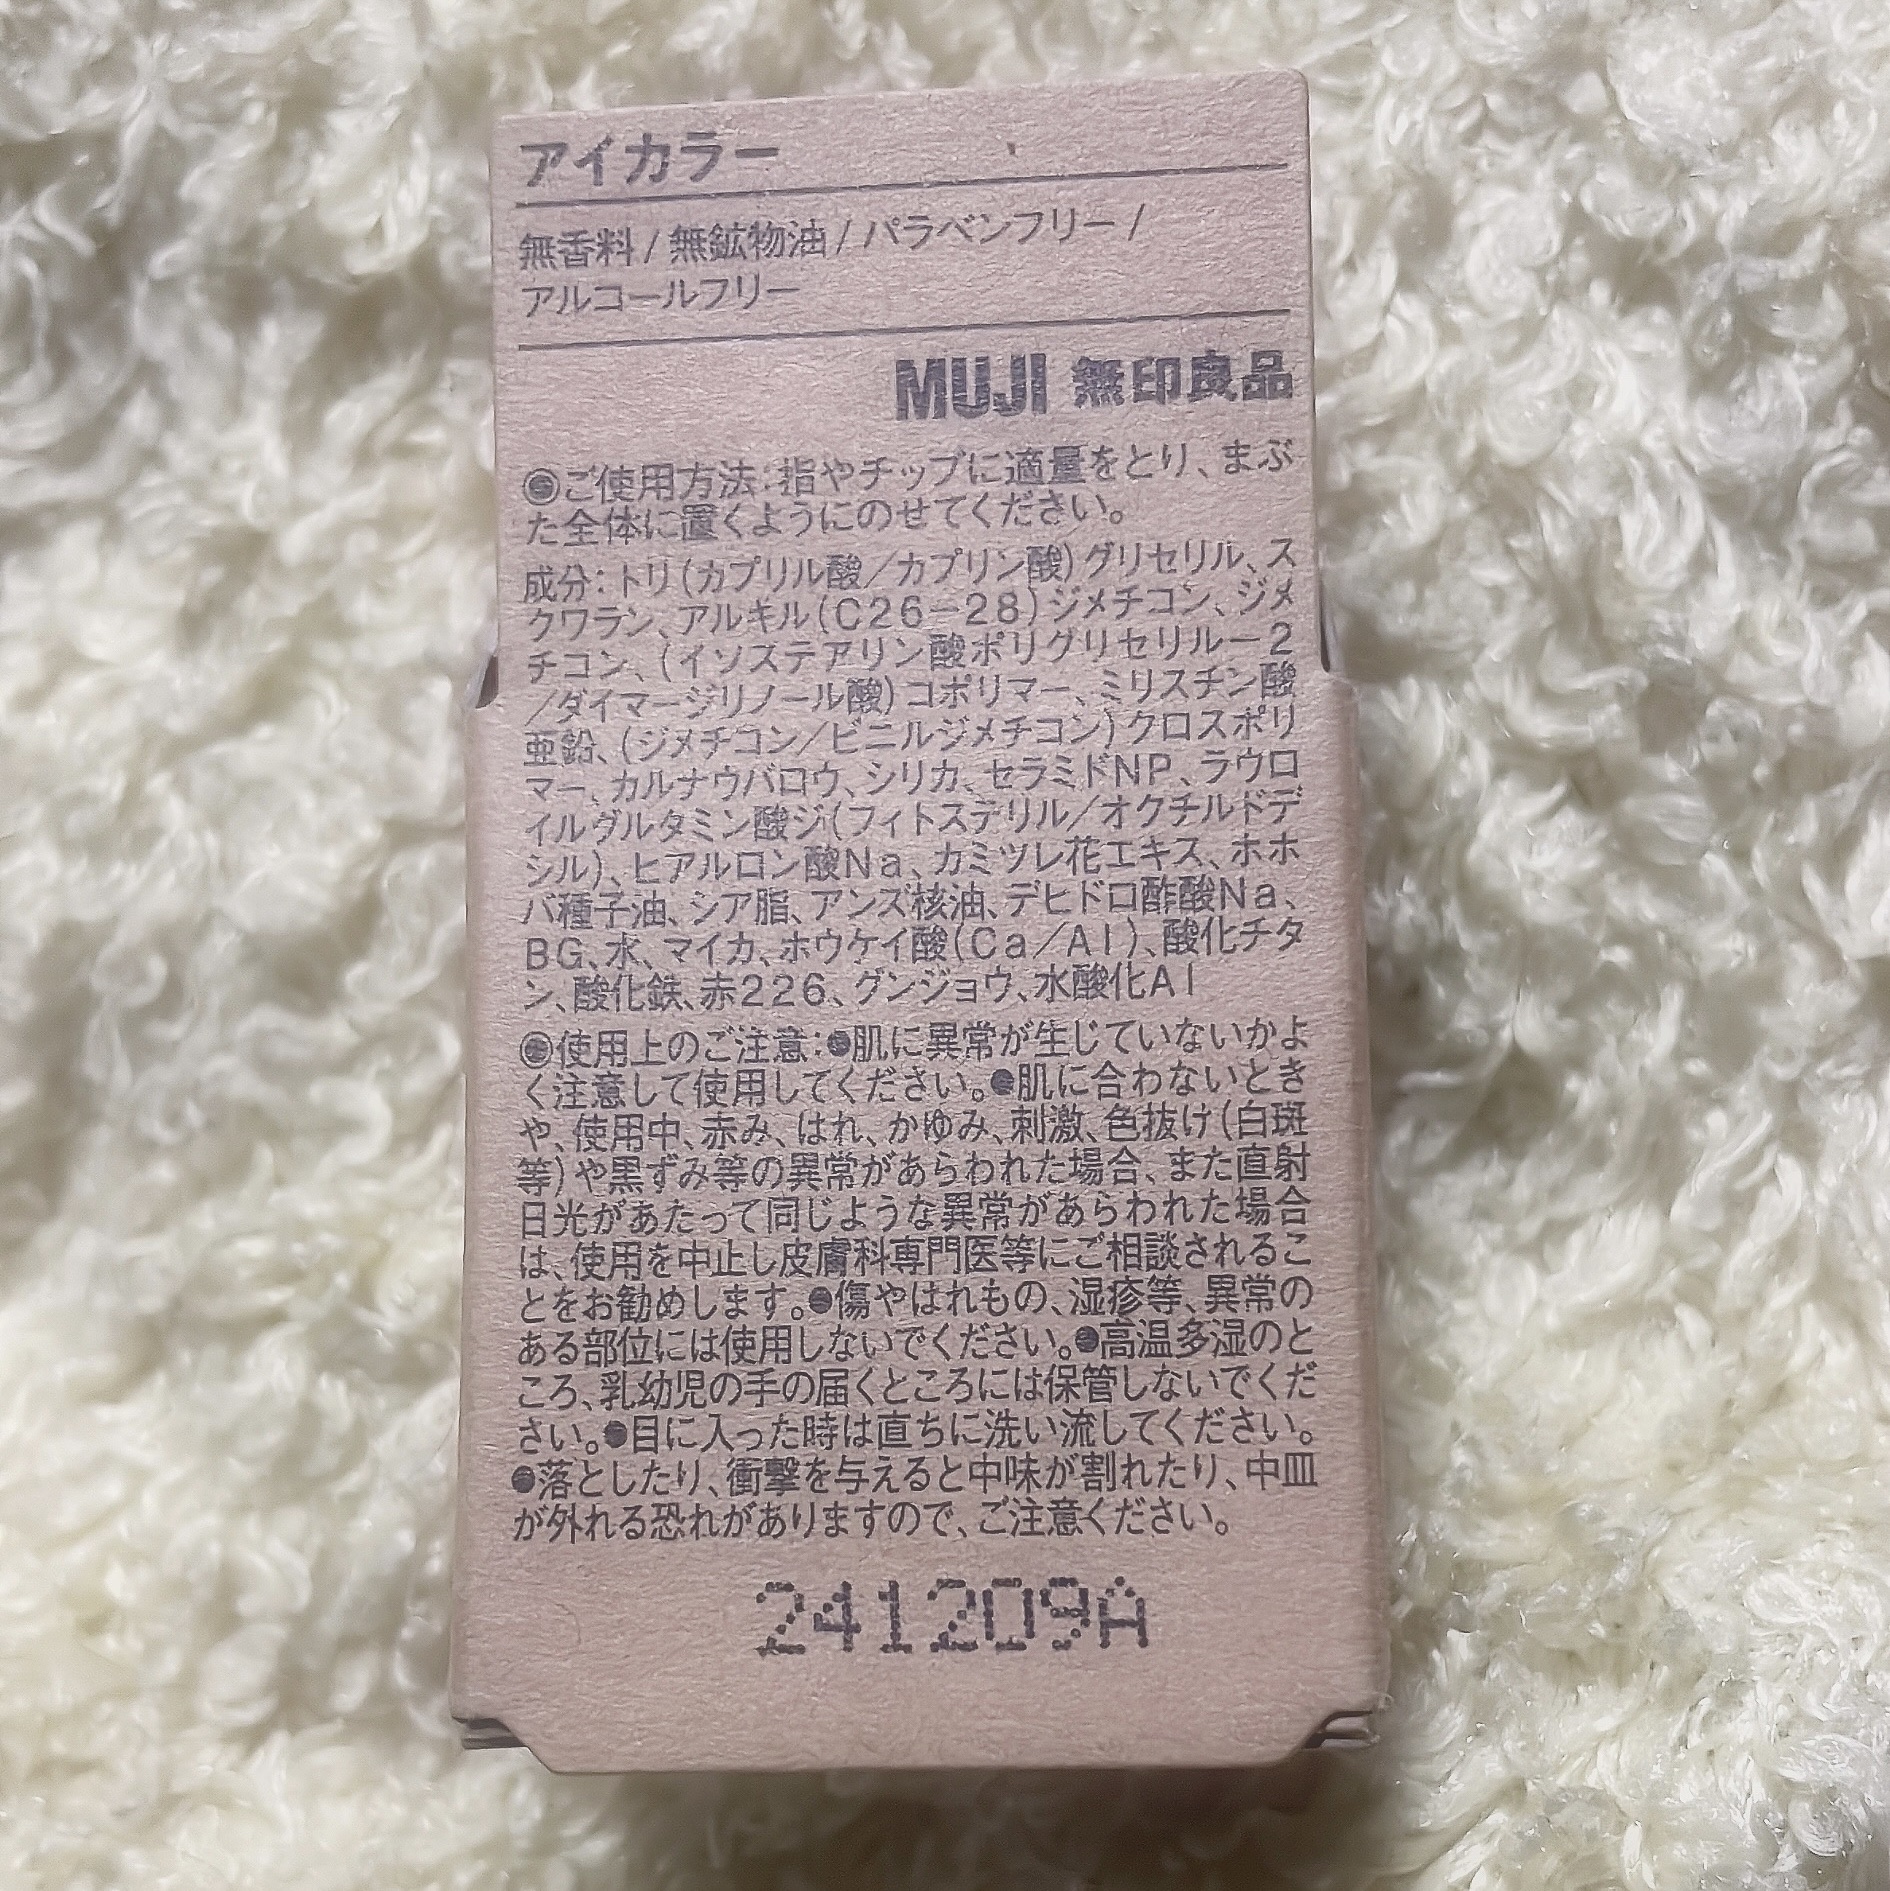 アイカラー
無香料 / 無鉱物油 / パラベンフリー /
アルコールフリー
MUJI 無印良品
●ご使用方法:指やチップに適量をとり、まぶ
た全体に置くようにのせてください。
成分:トリ(カプリル酸/カプリン酸)グリセリル、ス
クワラン、アルキル(C26-28)ジメチコン、ジメ
チコン、(イソステアリン酸ポリグリセリル-2
/ダイマージリノール酸)コポリマー、ミリスチン酸
亜鉛、(ジメチコン/ビニルジメチコン)クロスポリ
マー、カルナウバロウ、シリカ、セラミドNP、ラウロ
イルグルタミン酸ジ(フィトステリル/オクチルドデ
シル)、ヒアルロン酸Na、カミツレ花エキス、ホホ
バ種子油、シア脂、アンズ核油、デヒドロ酢酸Na、
BG、水、マイカ、ホウケイ酸(Ca/Al)、酸化チタ
ン、酸化鉄、赤226、グンジョウ、水酸化Al
●使用上のご注意:●肌に異常が生じていないかよ
く注意して使用してください。●肌に合わないとき
や、使用中、赤み、はれ、かゆみ、刺激、色抜け(白斑
等)や黒ずみ等の異常があらわれた場合、また直射
日光があたって同じような異常があらわれた場合
は、使用を中止し皮膚科専門医等にご相談されるこ
とをお勧めします。●傷やはれもの、湿疹等、異常の
ある部位には使用しないでください。●高温多湿のと
ころ、乳幼児の手の届くところには保管しないでくだ
さい。●目に入った時は直ちに洗い流してください。
●落としたり、衝撃を与えると中味が割れたり、中皿
が外れる恐れがありますので、ご注意ください。
241209A